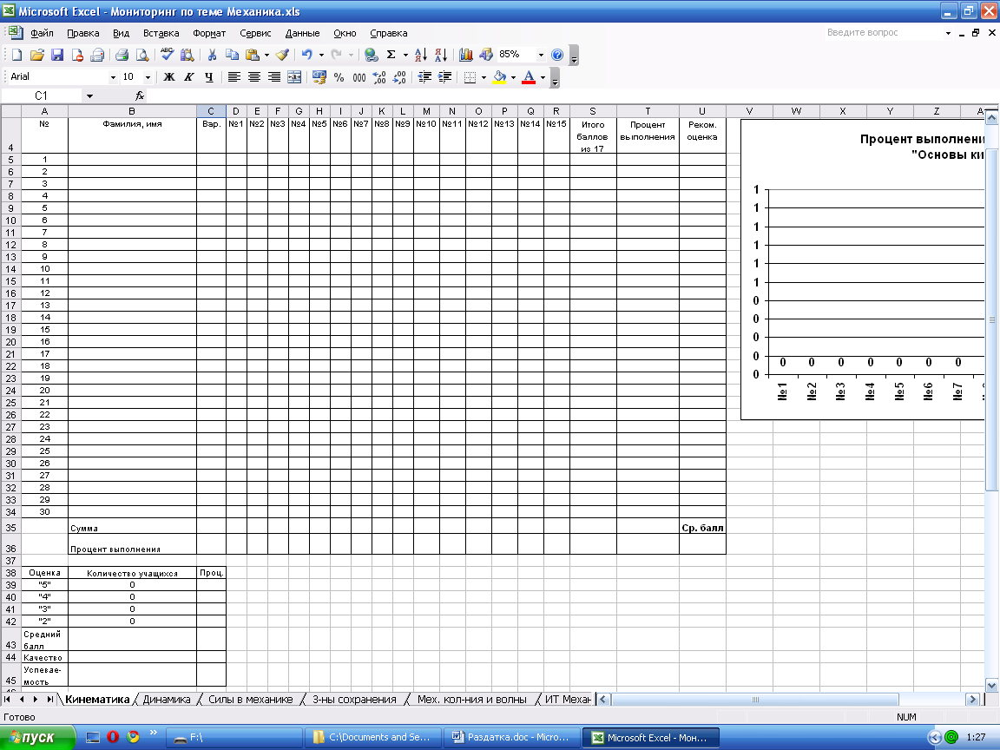 Microsoft Excel - Мониторинг по теме Механика.xls
Файл Правка Вид Вставка Формат Сервис Данные Окно Справка Введите вопрос
85%
Arial 10 Ж К Ч % 000
C1 fx
A B C D E F G H I J K L M N O P Q R S T U V W X Y Z
4 № Фамилия, имя Вар. №1 №2 №3 №4 №5 №6 №7 №8 №9 №10 №11 №12 №13 №14 №15 Итого баллов из 17 Процент выполнения Реком. оценка
5 1
6 2
7 3
8 4
9 5
10 6
11 7
12 8
13 9
14 10
15 11
16 12
17 13
18 14
19 15
20 16
21 17
22 18
23 19
24 20
25 21
26 22
27 23
28 24
29 25
30 26
31 27
32 28
33 29
34 30
35 Сумма Ср. балл
36 Процент выполнения
37
38 Оценка Количество учащихся Проц.
39 "5" 0
40 "4" 0
41 "3" 0
42 "2" 0
43 Средний балл
44 Качество
45 Успевае-мость
Процент выполнени
"Основы ки
1
1
1
1
1
1
0
0
0
0
0
0 0 0 0 0 0 0
№1 №2 №3 №4 №5 №6 №7
Кинематика Динамика Силы в механике З-ны сохранения Мех. кол-ния и волны ИТ Механ
Готово NUM
пуск F:\ C:\Documents and Se... Раздатка.doc - Micro... Microsoft Excel - Мон... 1:27